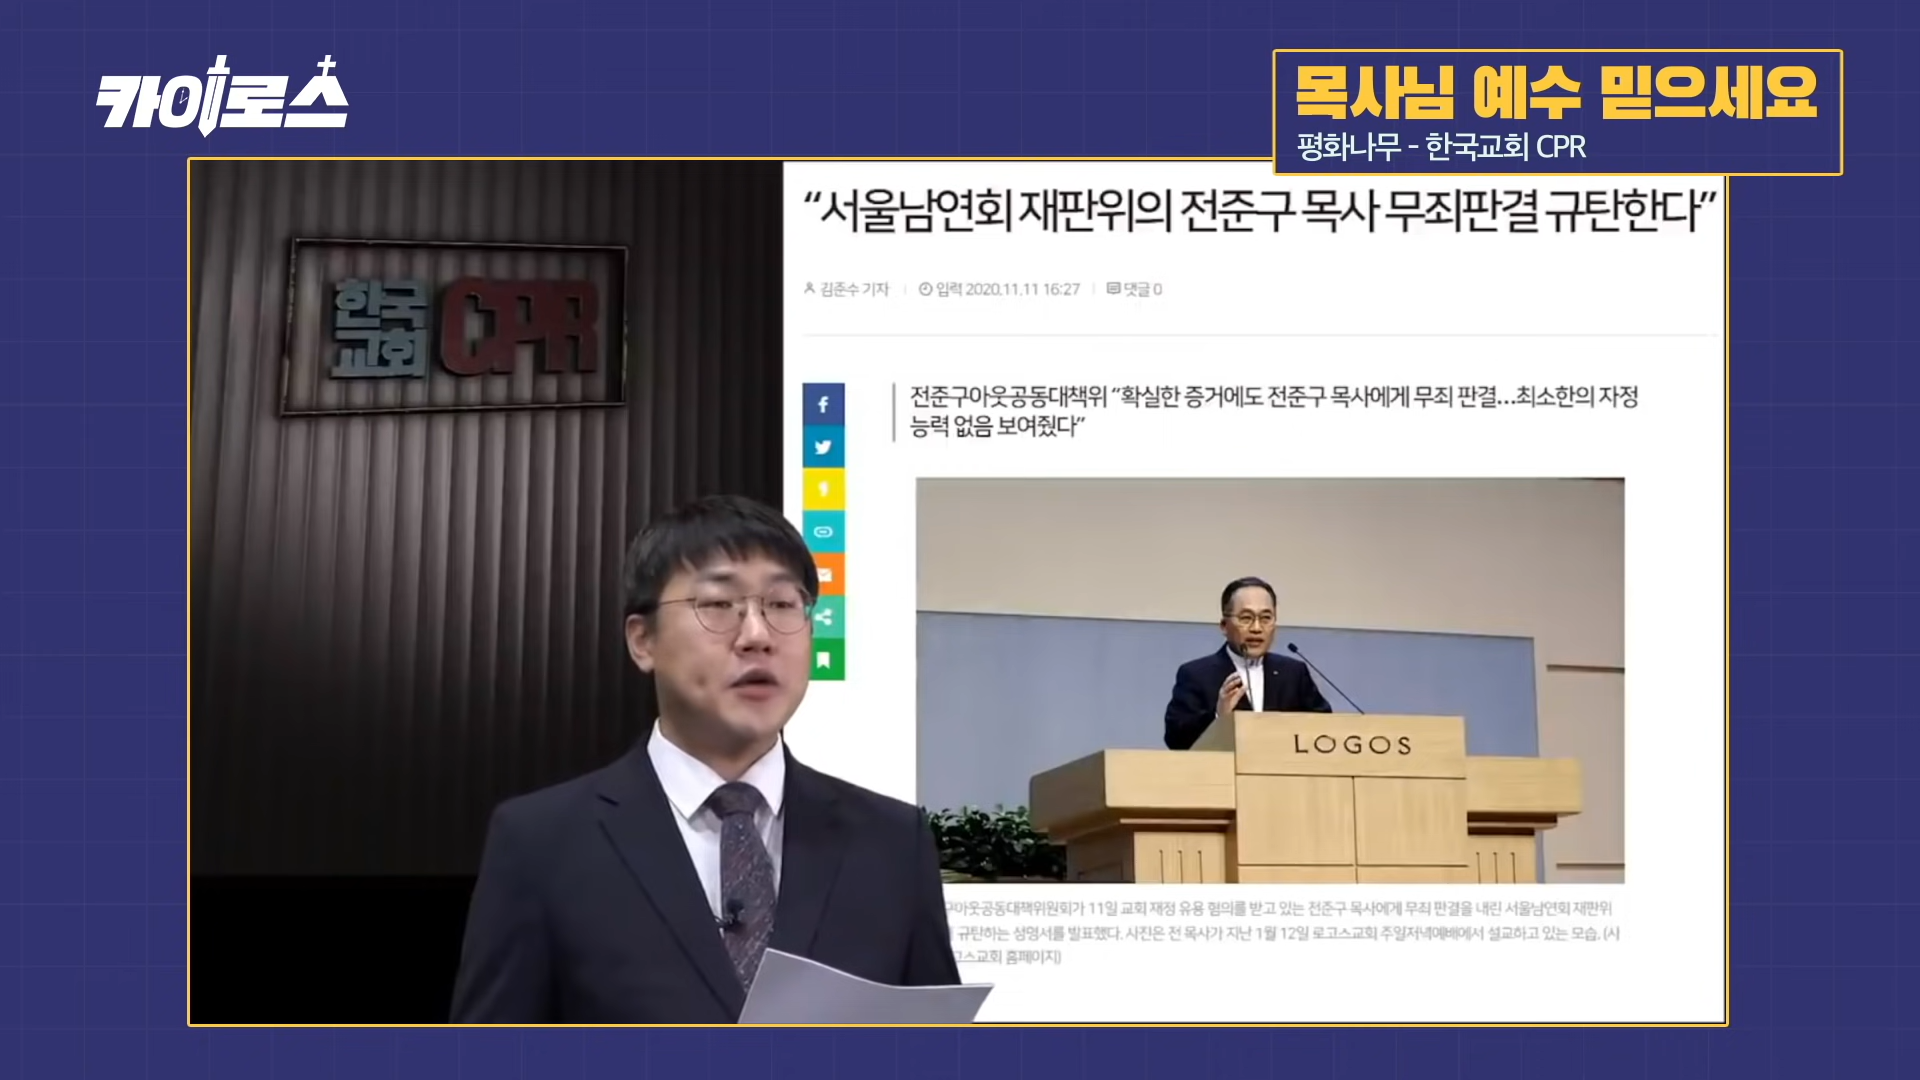 카이로스
목사님 예수 믿으세요
평화나무 - 한국교회 CPR
한국
교회 CPR
“서울남연회 재판위의 전준구 목사 무죄판결 규탄한다”
김준수 기자 | 입력 2020.11.11 16:27 | 댓글 0
전준구아웃공동대책위 “확실한 증거에도 전준구 목사에게 무죄 판결...최소한의 자정
능력 없음 보여줬다”
LOGOS
구아웃공동대책위원회가 11일 교회 재정 유용 혐의를 받고 있는 전준구 목사에게 무죄 판결을 내린 서울남연회 재판위
규탄하는 성명서를 발표했다. 사진은 전 목사가 지난 1월 12일 로고스교회 주일저녁예배에서 설교하고 있는 모습. (사
고스교회 홈페이지)